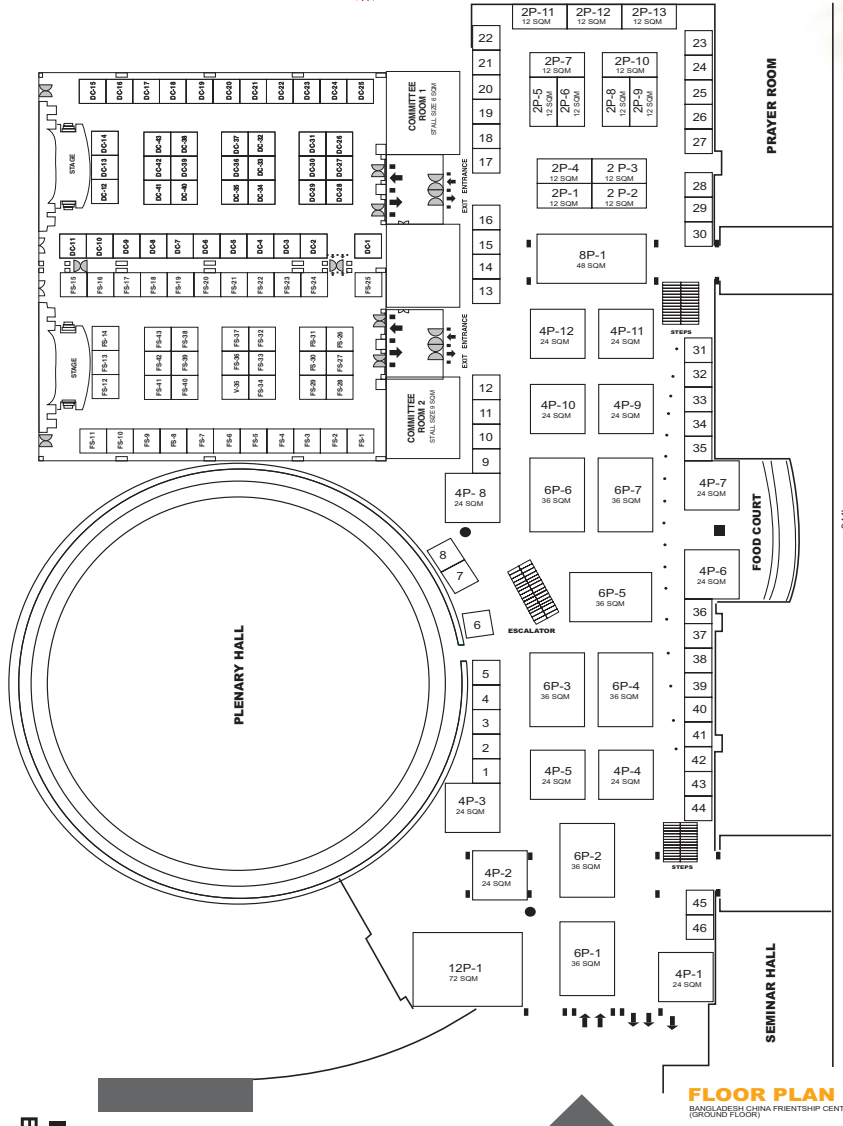 2P-11
12 SQM
2P-12
12 SQM
2P-13
12 SQM
22
21
20
19
18
17
2P-7
12 SQM
2P-10
12 SQM
2P-5
12 SQM
2P-6
12 SQM
2P-8
12 SQM
2P-9
12 SQM
23
24
25
26
27
PRAYER ROOM
DC-15
DC-16
DC-17
DC-18
DC-19
DC-20
DC-21
DC-22
DC-23
DC-24
DC-25
COMMITTEE
ROOM 1
STALL SIZE 6 SQM
STAGE
DC-14
DC-13
DC-12
DC-43
DC-38
DC-42
DC-39
DC-41
DC-40
DC-37
DC-32
DC-36
DC-33
DC-35
DC-34
DC-31
DC-26
DC-30
DC-27
DC-29
DC-28
EXIT
ENTRANCE
2P-4
12 SQM
2 P-3
12 SQM
2P-1
12 SQM
2 P-2
12 SQM
28
29
30
DC-11
DC-10
DC-9
DC-8
DC-7
DC-6
DC-5
DC-4
DC-3
DC-2
DC-1
16
15
14
13
8P-1
48 SQM
FS-15
FS-16
FS-17
FS-18
FS-19
FS-20
FS-21
FS-22
FS-23
FS-24
FS-25
STEPS
STAGE
FS-14
FS-13
FS-12
FS-43
FS-38
FS-42
FS-39
FS-41
FS-40
FS-37
FS-32
FS-36
FS-33
V-35
FS-34
FS-31
FS-26
FS-30
FS-27
FS-29
FS-28
EXIT
ENTRANCE
4P-12
24 SQM
4P-11
24 SQM
31
32
33
34
35
COMMITTEE
ROOM 2
STALL SIZE 9 SQM
12
11
10
9
4P-10
24 SQM
4P-9
24 SQM
FS-11
FS-10
FS-9
FS-8
FS-7
FS-6
FS-5
FS-4
FS-3
FS-2
FS-1
4P- 8
24 SQM
6P-6
36 SQM
6P-7
36 SQM
4P-7
24 SQM
FOOD COURT
8
7
6
ESCALATOR
6P-5
36 SQM
4P-6
24 SQM
36
37
38
39
40
41
42
43
44
PLENARY HALL
5
4
3
2
1
6P-3
36 SQM
6P-4
36 SQM
4P-5
24 SQM
4P-4
24 SQM
4P-3
24 SQM
STEPS
4P-2
24 SQM
6P-2
36 SQM
45
46
12P-1
72 SQM
6P-1
36 SQM
4P-1
24 SQM
SEMINAR HALL
FLOOR PLAN
BANGLADESH CHINA FRIENTSHIP CENT
(GROUND FLOOR)
E